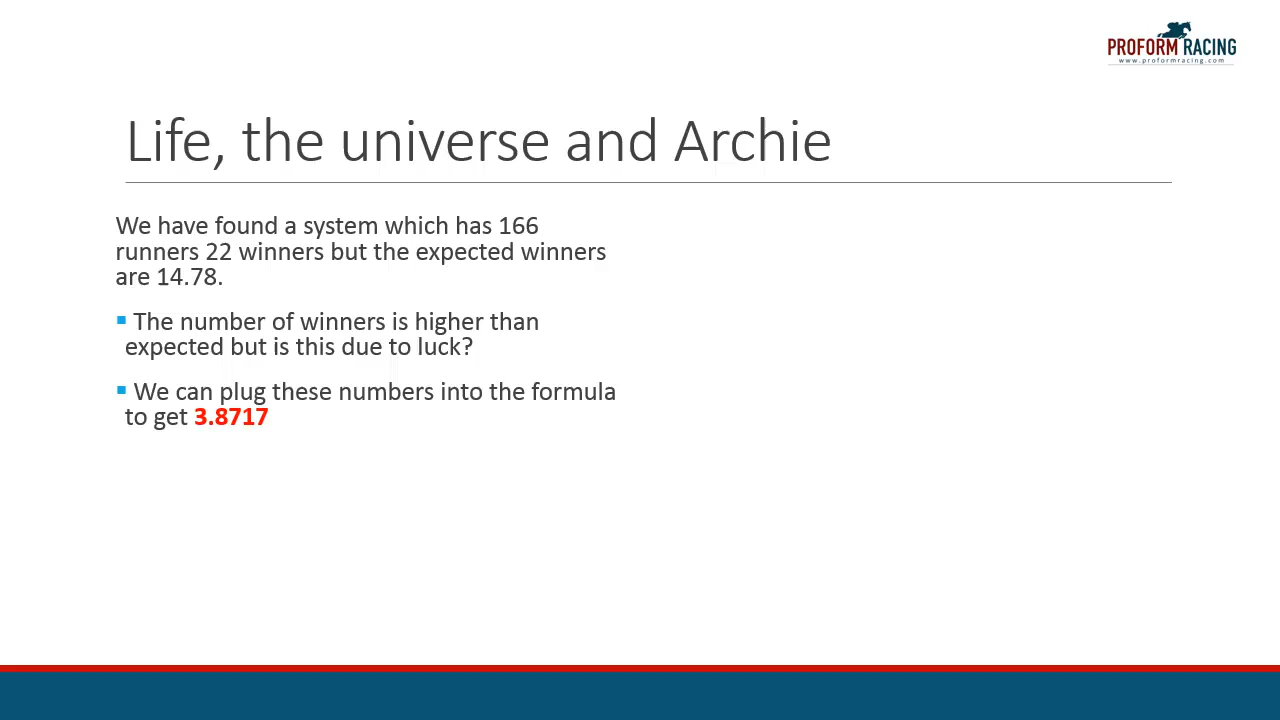 PROFORM RACING
www.proformracing.com
Life, the universe and Archie
We have found a system which has 166
runners 22 winners but the expected winners
are 14.78.
The number of winners is higher than
expected but is this due to luck?
We can plug these numbers into the formula
to get 3.8717